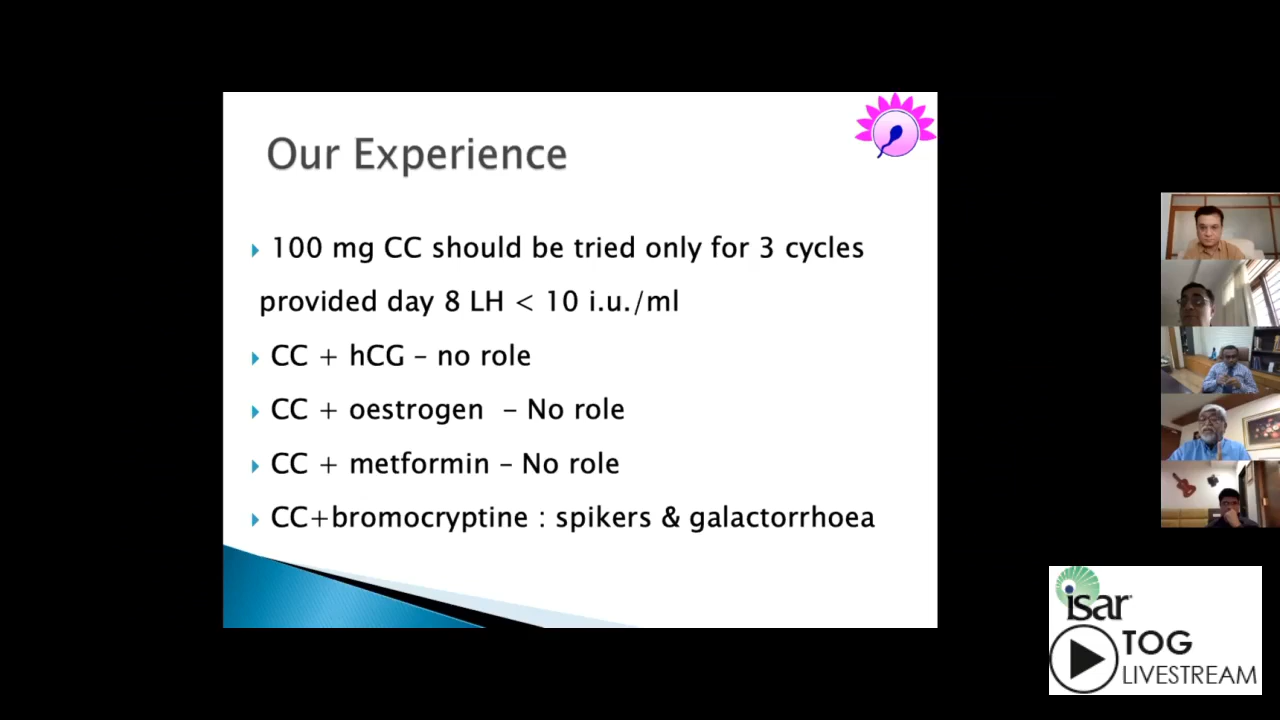 Our Experience
100 mg CC should be tried only for 3 cycles
provided day 8 LH < 10 i.u./ml
CC + hCG – no role
CC + oestrogen – No role
CC + metformin – No role
CC+bromocryptine : spikers & galactorrhoea
isar
TOG
LIVESTREAM